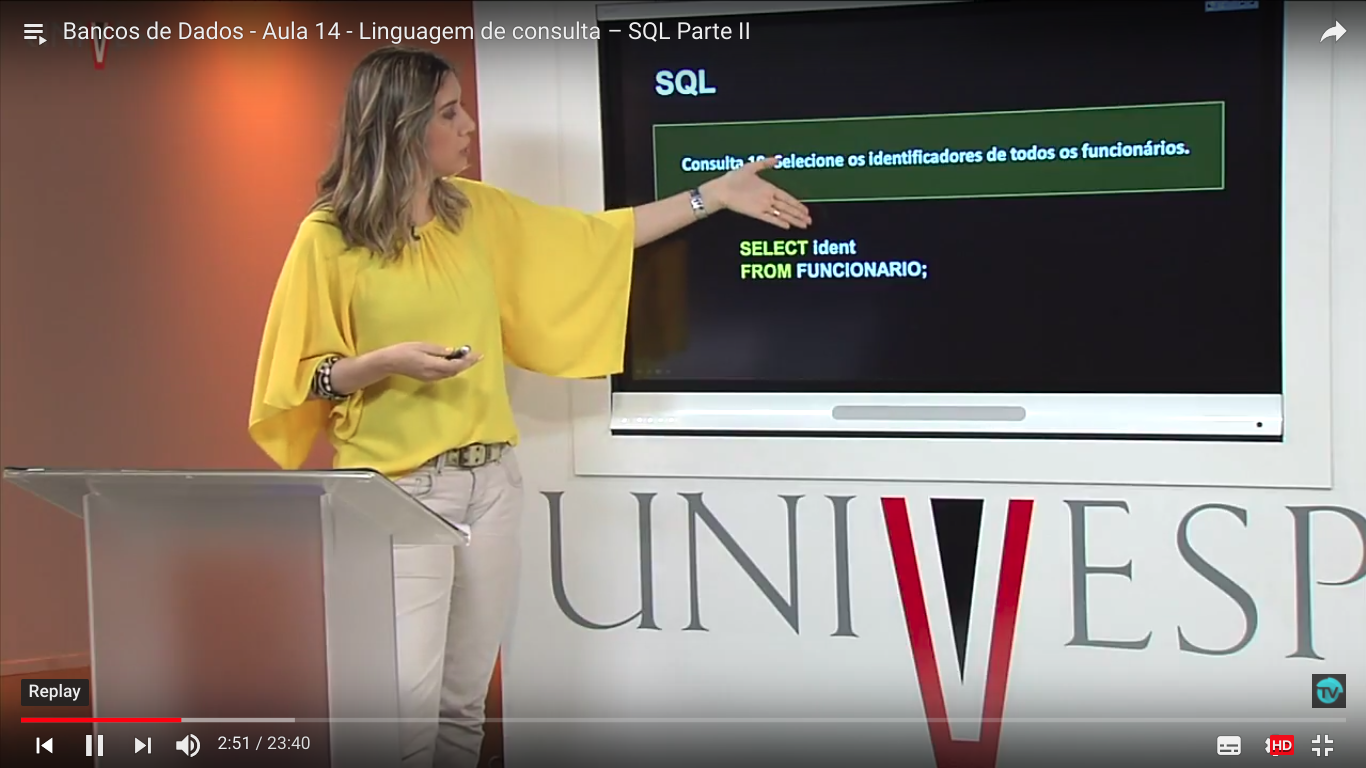 Bancos de Dados - Aula 14 - Linguagem de consulta – SQL Parte II
SQL
Consulta Selecione os identificadores de todos os funcionários.
SELECT ident
FROM FUNCIONARIO;
UNIVESP
Replay
TV
2:51 / 23:40
HD